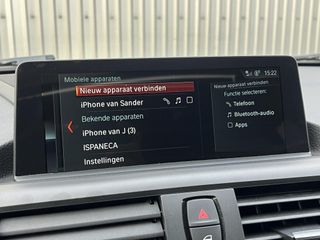 Mobiele apparaten
15:22
Nieuw apparaat verbinden
iPhone van Sander
Bekende apparaten
iPhone van J (3)
ISPANECA
Instellingen
Nieuw apparaat verbinden
Functie selecteren:
Telefoon
Bluetooth-audio
Apps